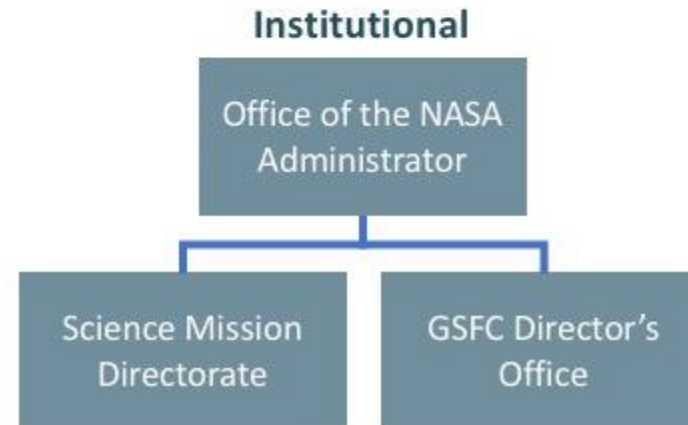 Institutional
Office of the NASA
Administrator
Science Mission
Directorate
GSFC Director’s
Office